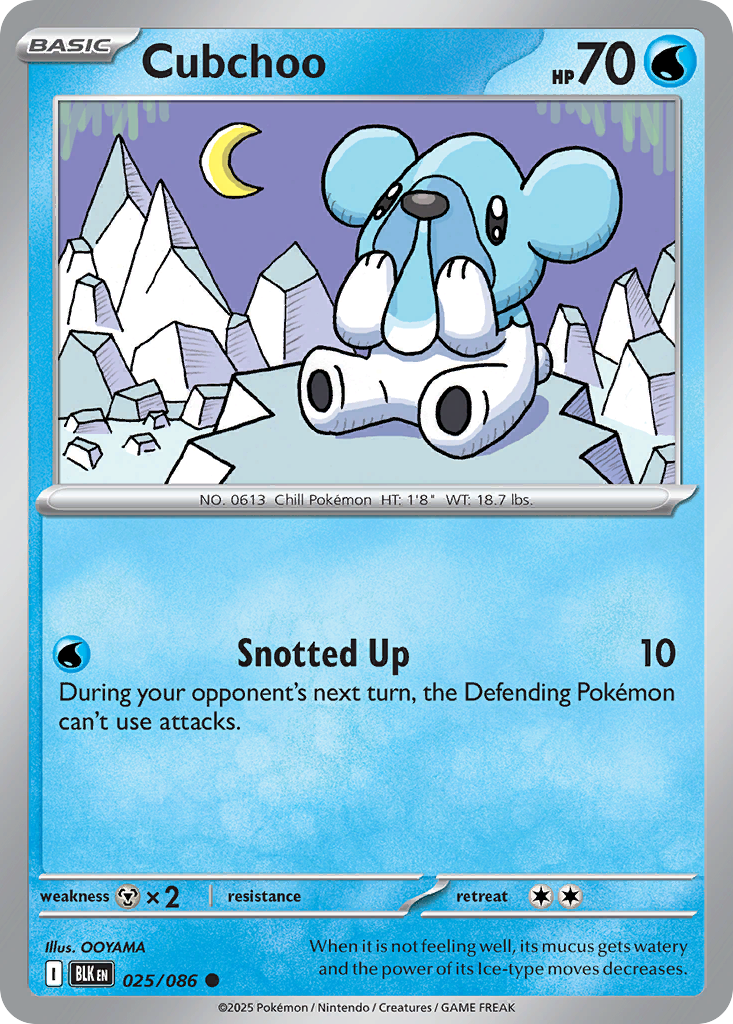 BASIC
Cubchoo
HP 70
NO. 0613 Chill Pokémon HT: 1'8" WT: 18.7 lbs.
Snotted Up 10
During your opponent's next turn, the Defending Pokémon
can't use attacks.
weakness ×2 resistance retreat
Illus. OOYAMA
When it is not feeling well, its mucus gets watery
and the power of its Ice-type moves decreases.
I BLK EN 025/086
©2025 Pokémon / Nintendo / Creatures / GAME FREAK